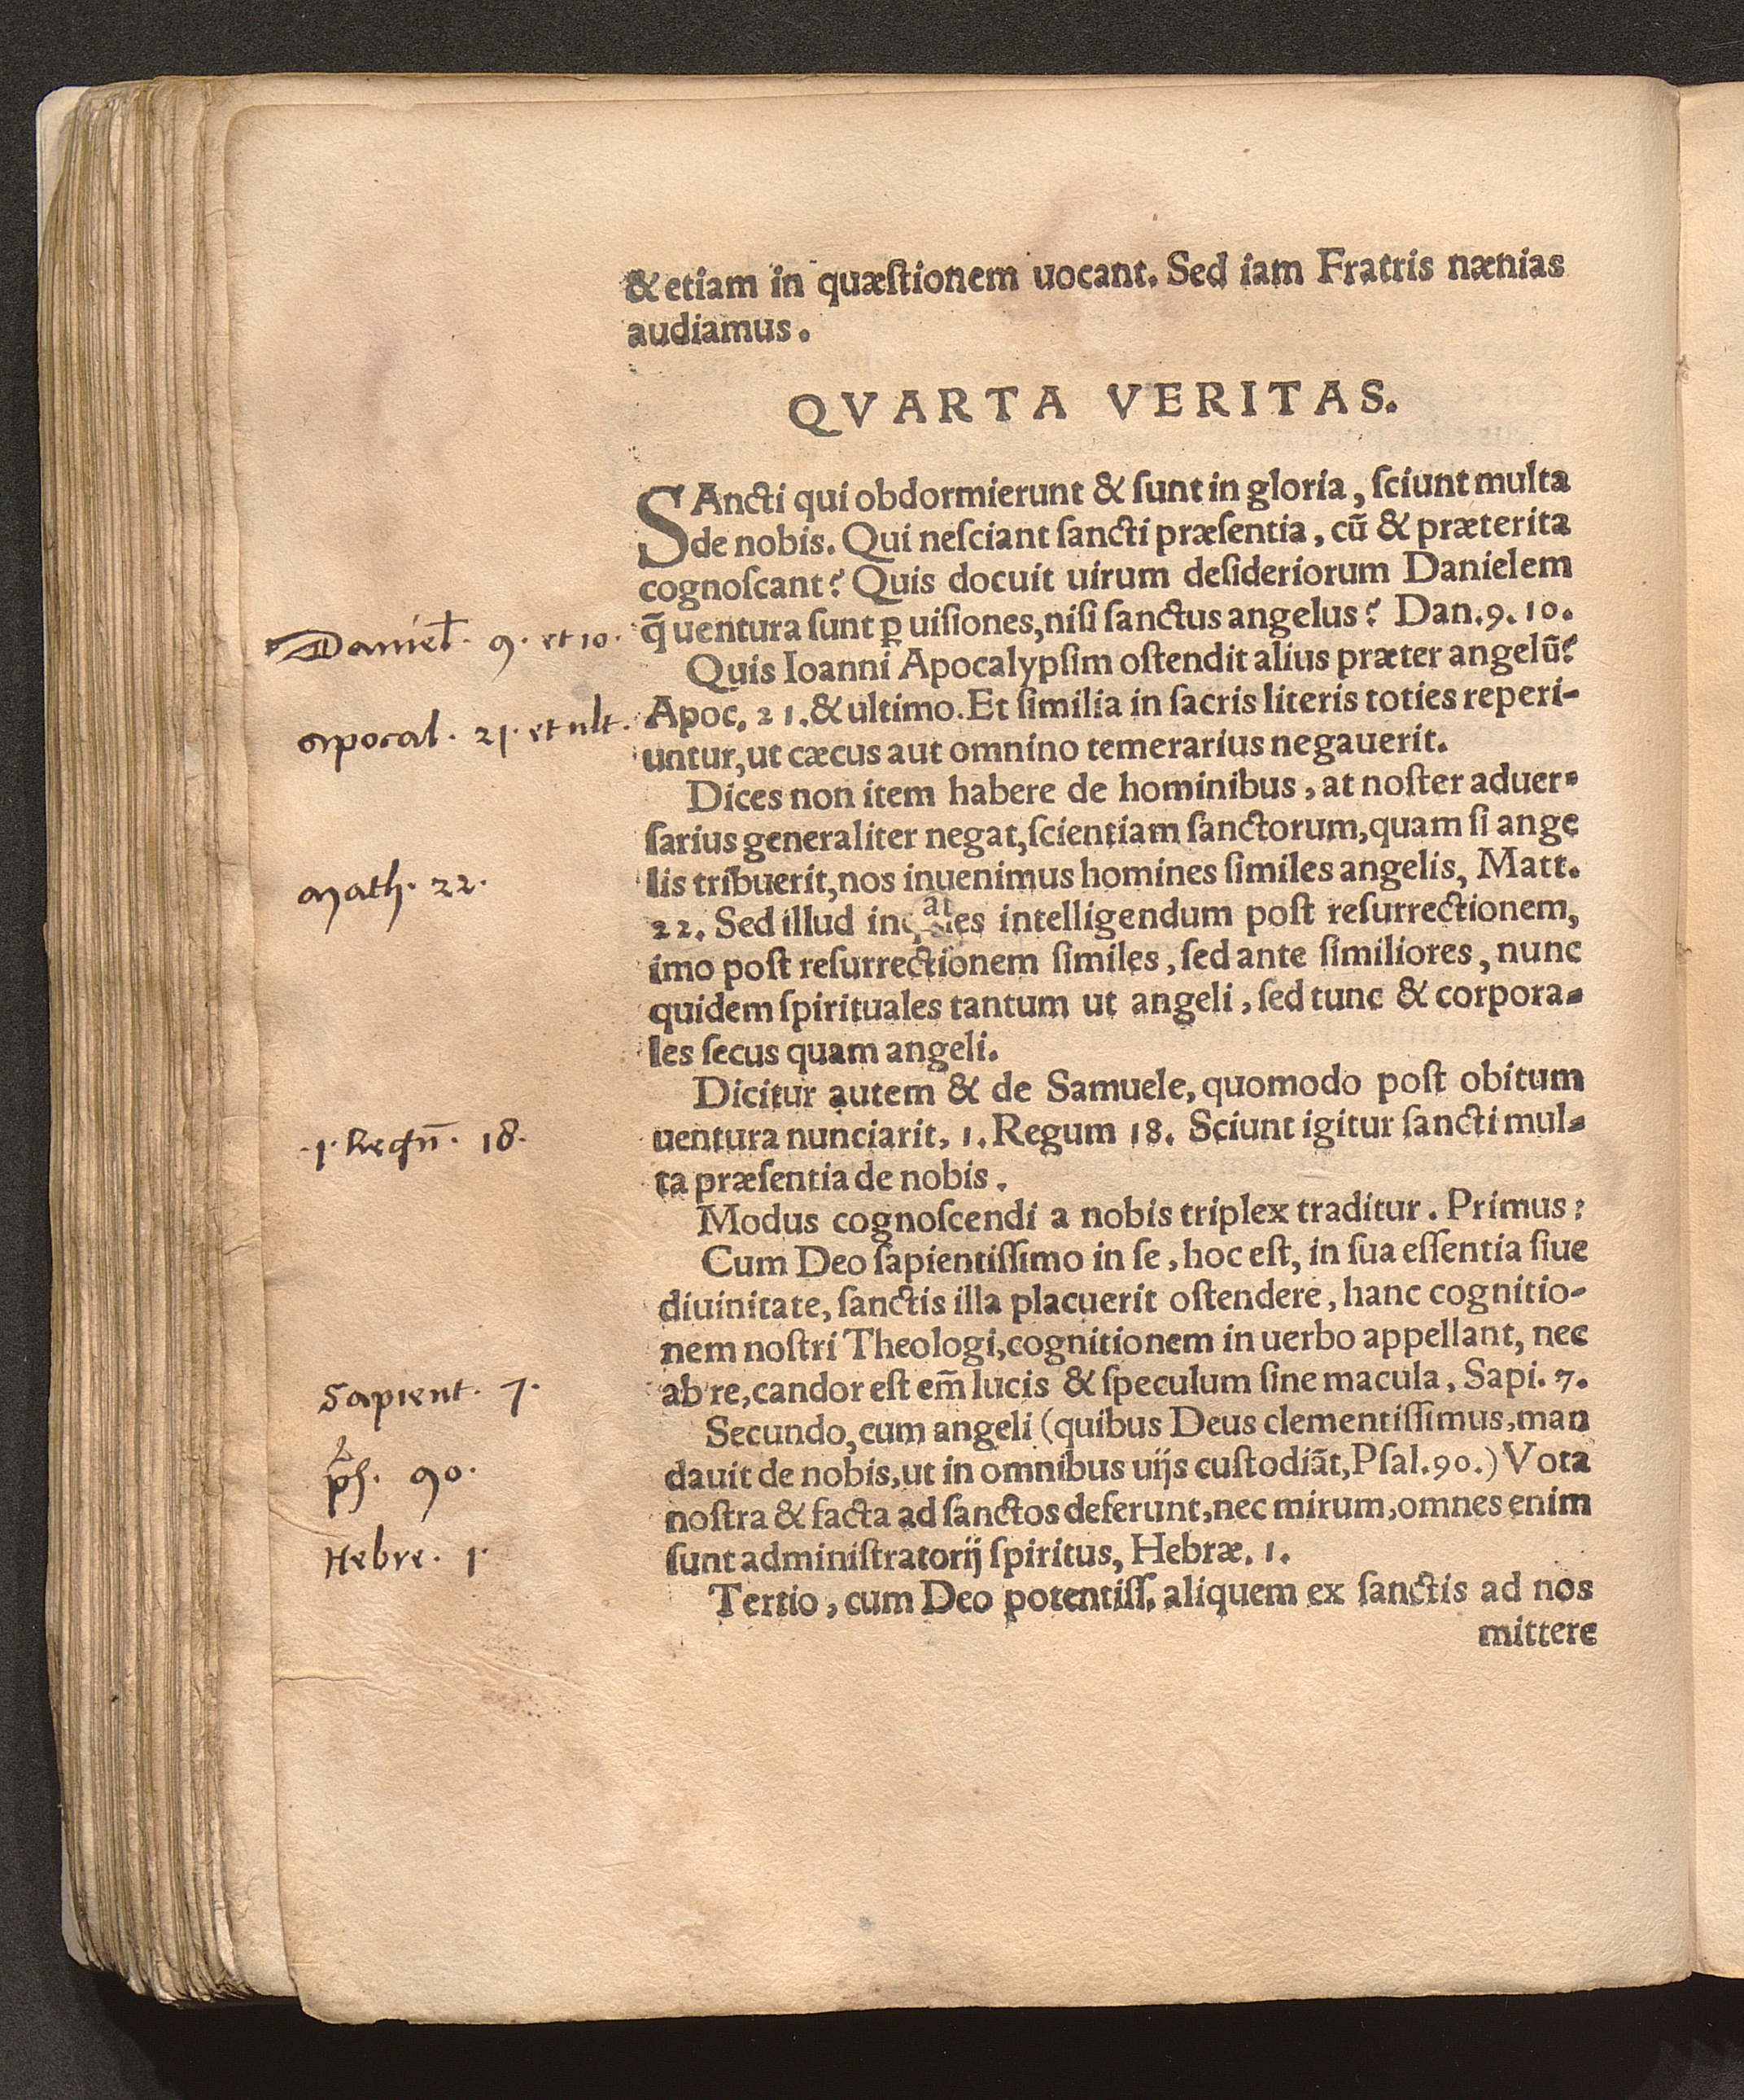 & etiam in quæſtionem uocant. Sed iam Fratris nænias
audiamus.
QVARTA VERITAS.
SAncti qui obdormierunt & ſunt in gloria, ſciunt multa
de nobis. Qui neſciant ſancti præſentia, cũ & præterita
cognoſcant? Quis docuit uirum deſideriorum Danielem
Daniel. 9. et 10.
q̃ uentura ſunt ꝑ uiſiones, niſi ſanctus angelus? Dan. 9. 10.
Quis Ioanni Apocalypſim oſtendit alius præter angelũ?
Apocal. 21. et ult.
Apoc. 21. & ultimo. Et ſimilia in ſacris literis toties reperi-
untur, ut cæcus aut omnino temerarius negauerit.
Dices non item habere de hominibus, at noſter aduer-
ſarius generaliter negat, ſcientiam ſanctorum, quam ſi ange
Math. 22.
lis tribuerit, nos inuenimus homines ſimiles angelis, Matt.
22. Sed illud intelligendum poſt reſurrectionem,
imo poſt reſurrectionem ſimiles, ſed ante ſimiliores, nunc
quidem ſpirituales tantum ut angeli, ſed tunc & corpora-
les ſecus quam angeli.
Dicitur autem & de Samuele, quomodo poſt obitum
.1. 18.
uentura nunciarit, 1. Regum 18. Sciunt igitur ſancti mul-
ta præſentia de nobis.
Modus cognoſcendi a nobis triplex traditur. Primus:
Cum Deo ſapientiſſimo in ſe, hoc eſt, in ſua eſſentia ſiue
diuinitate, ſanctis illa placuerit oſtendere, hanc cognitio-
nem noſtri Theologi, cognitionem in uerbo appellant, nec
Sapient. 7.
ab re, candor eſt em̃ lucis & ſpeculum ſine macula, Sapi. 7.
Secundo, cum angeli (quibus Deus clementiſſimus, man
pſ. 90.
dauit de nobis, ut in omnibus uijs cuſtodiãt, Pſal. 90.) Vota
noſtra & facta ad ſanctos deferunt, nec mirum, omnes enim
Hebre. 1.
ſunt adminiſtratorij ſpiritus, Hebræ. 1.
Tertio, cum Deo potentiſſ. aliquem ex ſanctis ad nos
mittere